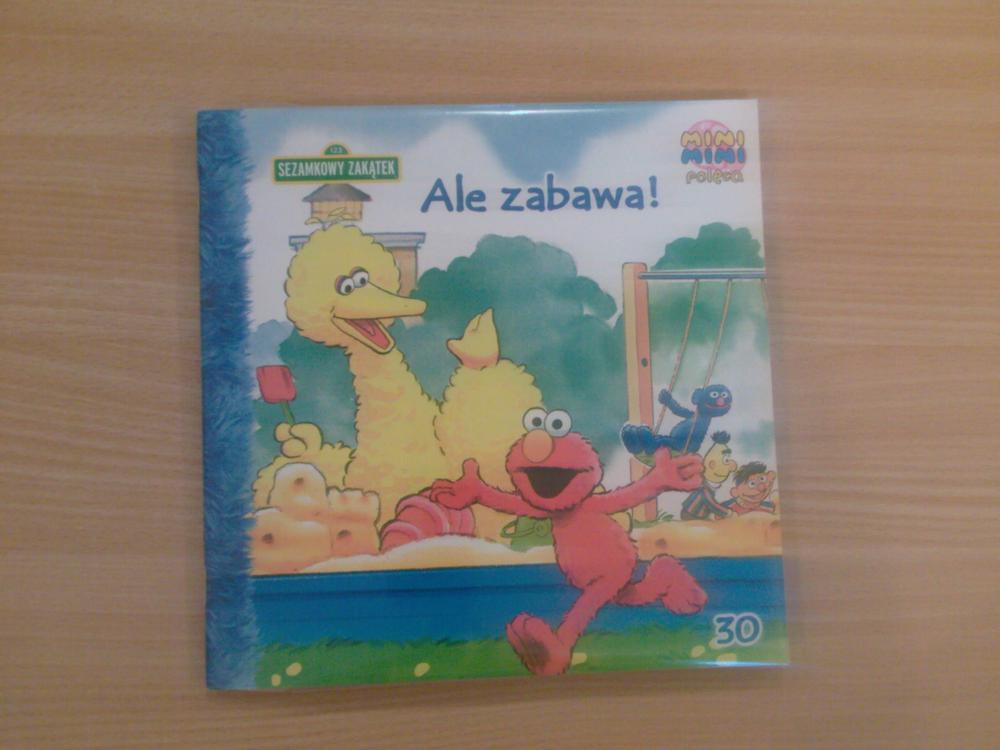 123
SEZAMKOWY ZAKĄTEK
MINI
MINI
poleca
Ale zabawa!
30